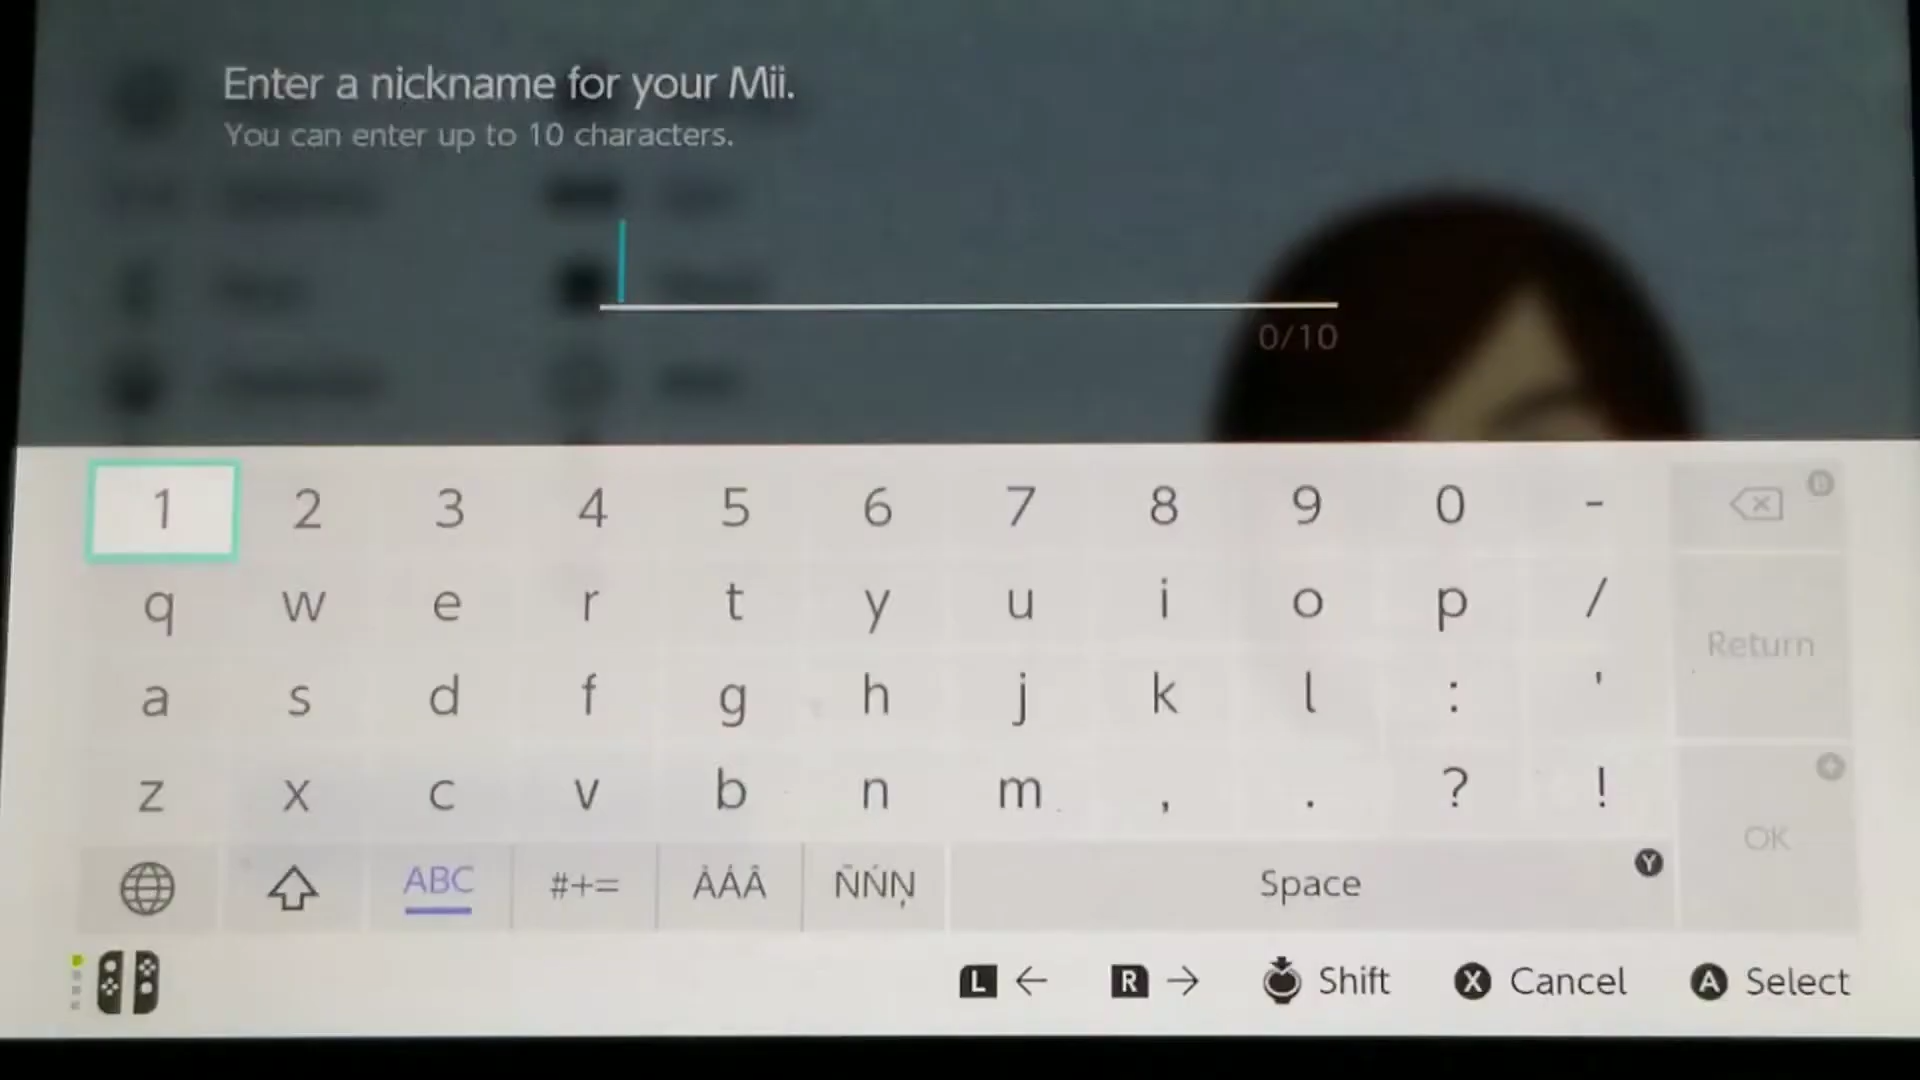 Enter a nickname for your Mii.
You can enter up to 10 characters.
0/10
1 2 3 4 5 6 7 8 9 0 -
q w e r t y u i o p /
Return
a s d f g h j k l : '
z x c v b n m , . ? !
OK
ABC #+= ÀÁÂ ÑŃŅ Space Y
L ← R → Shift X Cancel A Select